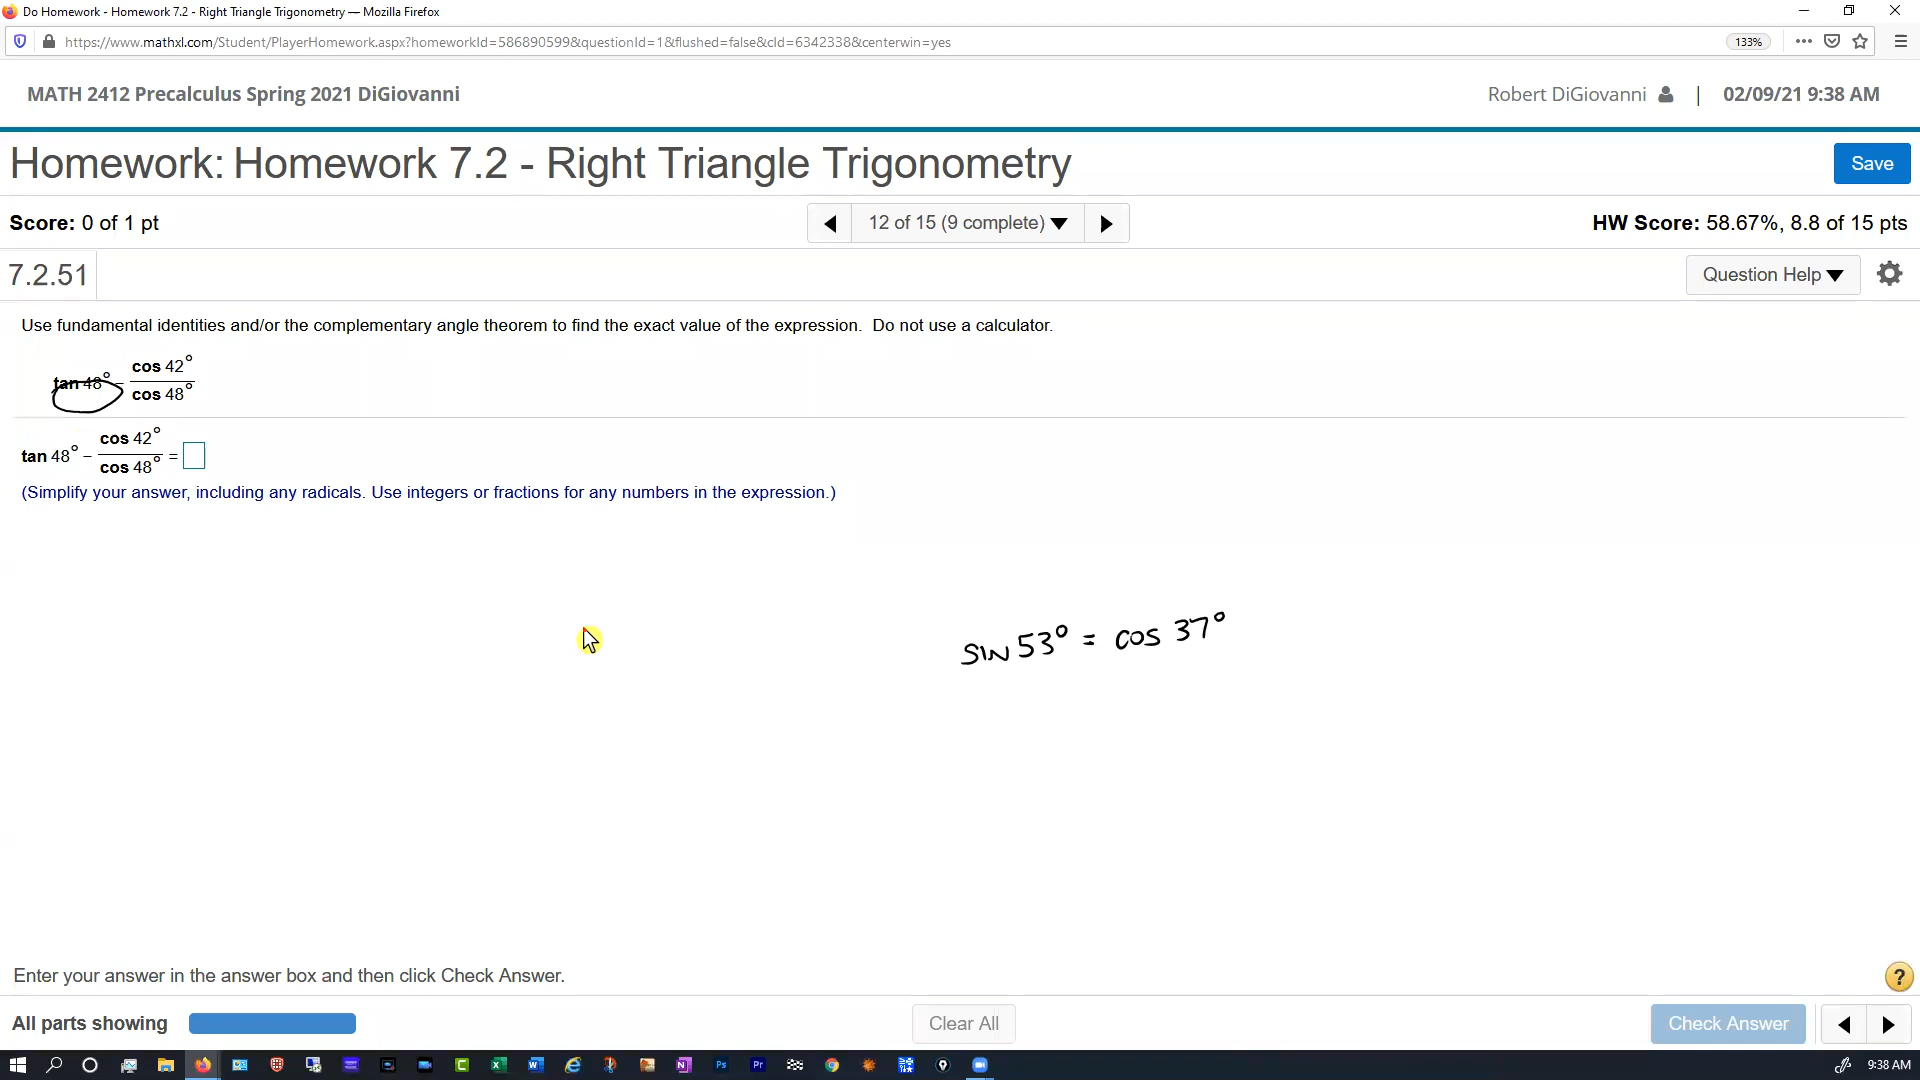 Do Homework - Homework 7.2 - Right Triangle Trigonometry — Mozilla Firefox
https://www.mathxl.com/Student/PlayerHomework.aspx?homeworkId=586890599&questionId=1&flushed=false&cId=6342338&centerwin=yes 133%
MATH 2412 Precalculus Spring 2021 DiGiovanni Robert DiGiovanni | 02/09/21 9:38 AM
Homework: Homework 7.2 - Right Triangle Trigonometry Save
Score: 0 of 1 pt 12 of 15 (9 complete) HW Score: 58.67%, 8.8 of 15 pts
7.2.51 Question Help
Use fundamental identities and/or the complementary angle theorem to find the exact value of the expression. Do not use a calculator.
tan 48° − cos 42° / cos 48°
tan 48° − cos 42° / cos 48° =
(Simplify your answer, including any radicals. Use integers or fractions for any numbers in the expression.)
sin 53° = cos 37°
Enter your answer in the answer box and then click Check Answer. ?
All parts showing Clear All Check Answer
9:38 AM